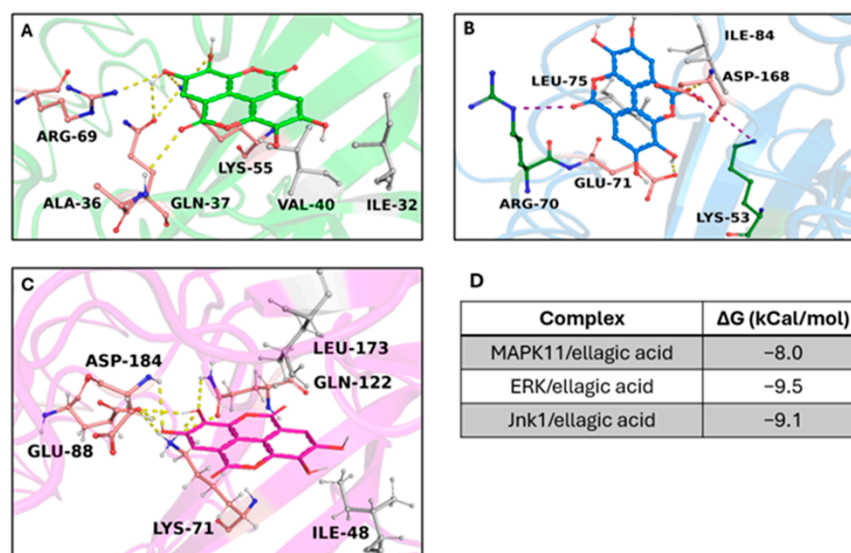 A
ARG-69
LYS-55
ALA-36
GLN-37
VAL-40
ILE-32
B
ILE-84
LEU-75
ASP-168
GLU-71
ARG-70
LYS-53
C
ASP-184
LEU-173
GLN-122
GLU-88
LYS-71
ILE-48
D
Complex ΔG (kCal/mol)
MAPK11/ellagic acid −8.0
ERK/ellagic acid −9.5
Jnk1/ellagic acid −9.1